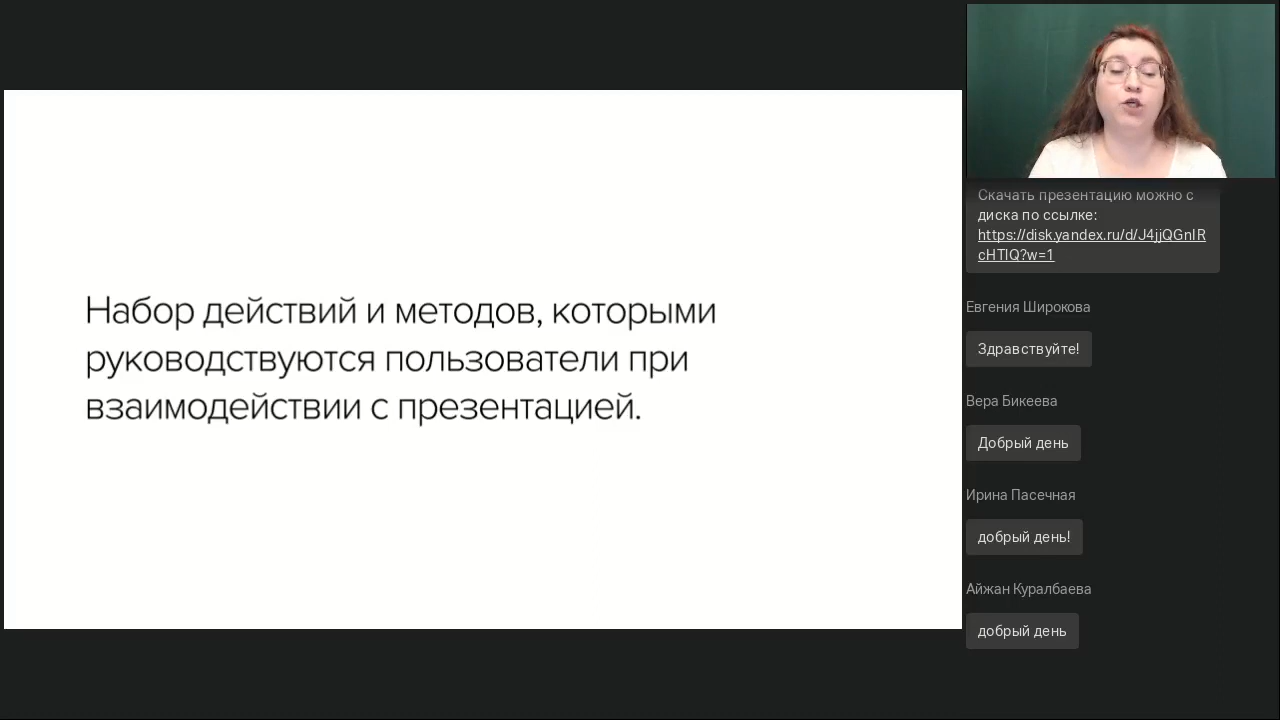 Набор действий и методов, которыми
руководствуются пользователи при
взаимодействии с презентацией.
Скачать презентацию можно с
диска по ссылке:
https://disk.yandex.ru/d/J4jjQGnIR
cHTlQ?w=1
Евгения Широкова
Здравствуйте!
Вера Бикеева
Добрый день
Ирина Пасечная
добрый день!
Айжан Куралбаева
добрый день